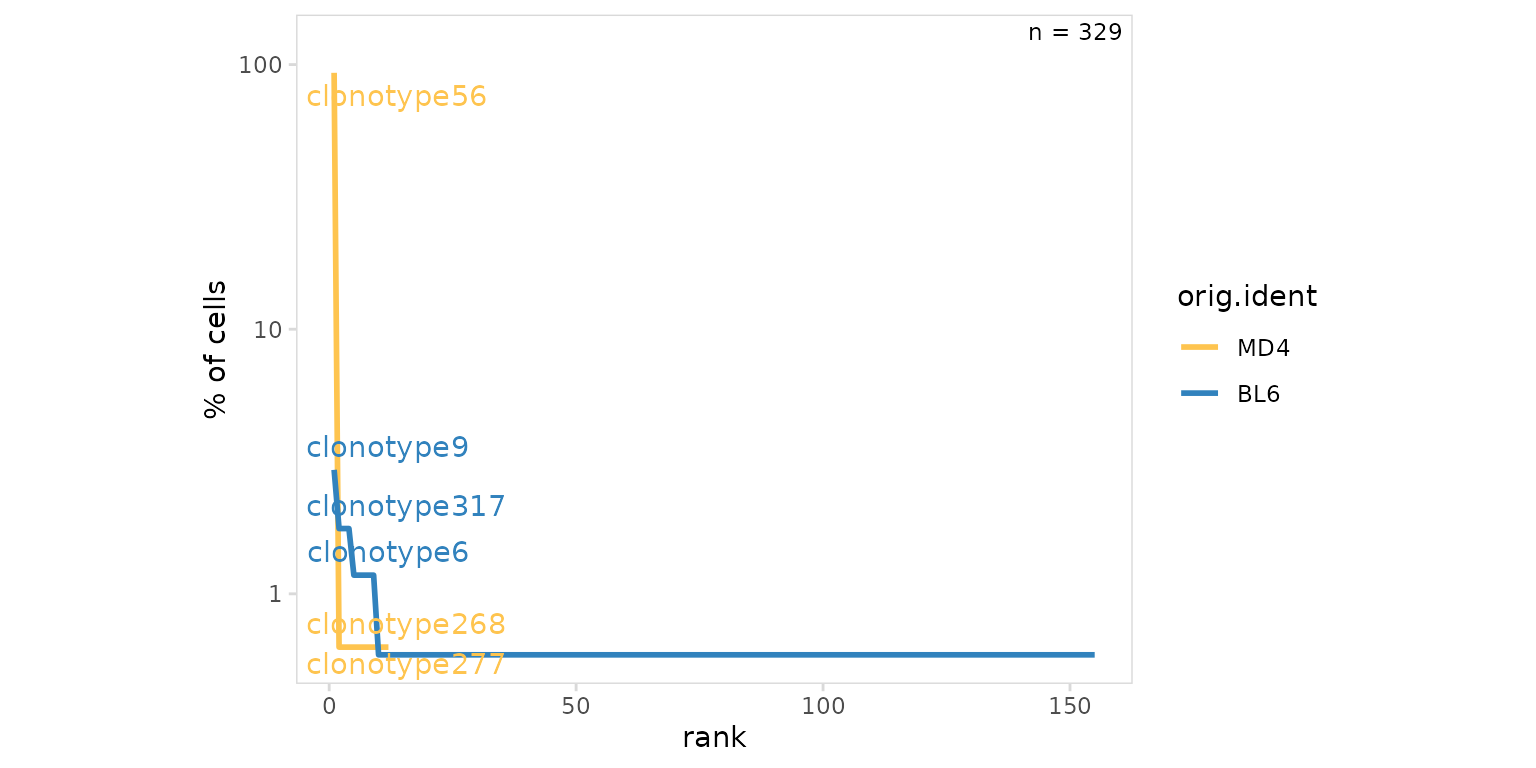 n = 329
100
10
1
% of cells
clonotype56
clonotype9
clonotype317
clonotype6
clonotype268
clonotype277
0
50
100
150
rank
orig.ident
MD4
BL6